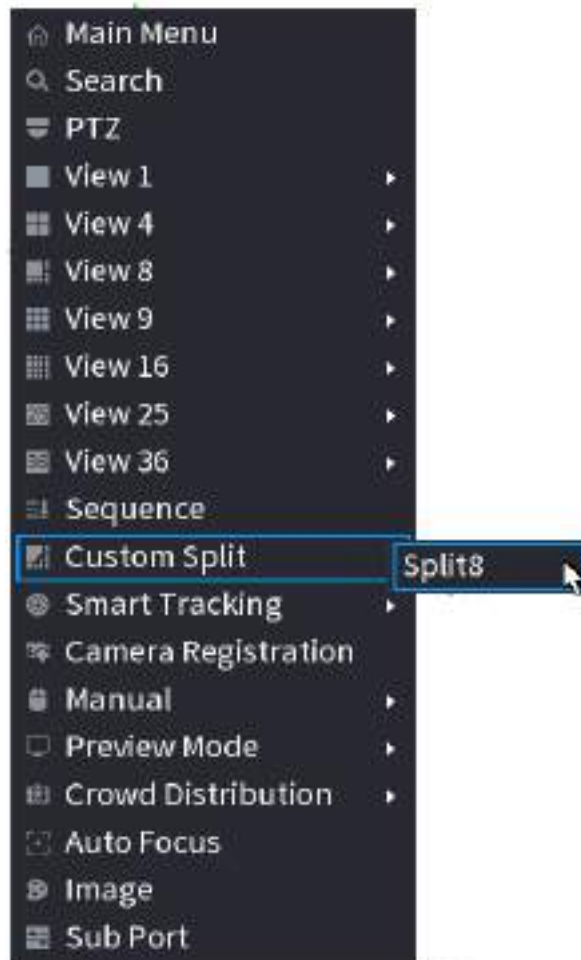 Main Menu
Search
PTZ
View 1
View 4
View 8
View 9
View 16
View 25
View 36
Sequence
Custom Split
Split8
Smart Tracking
Camera Registration
Manual
Preview Mode
Crowd Distribution
Auto Focus
Image
Sub Port